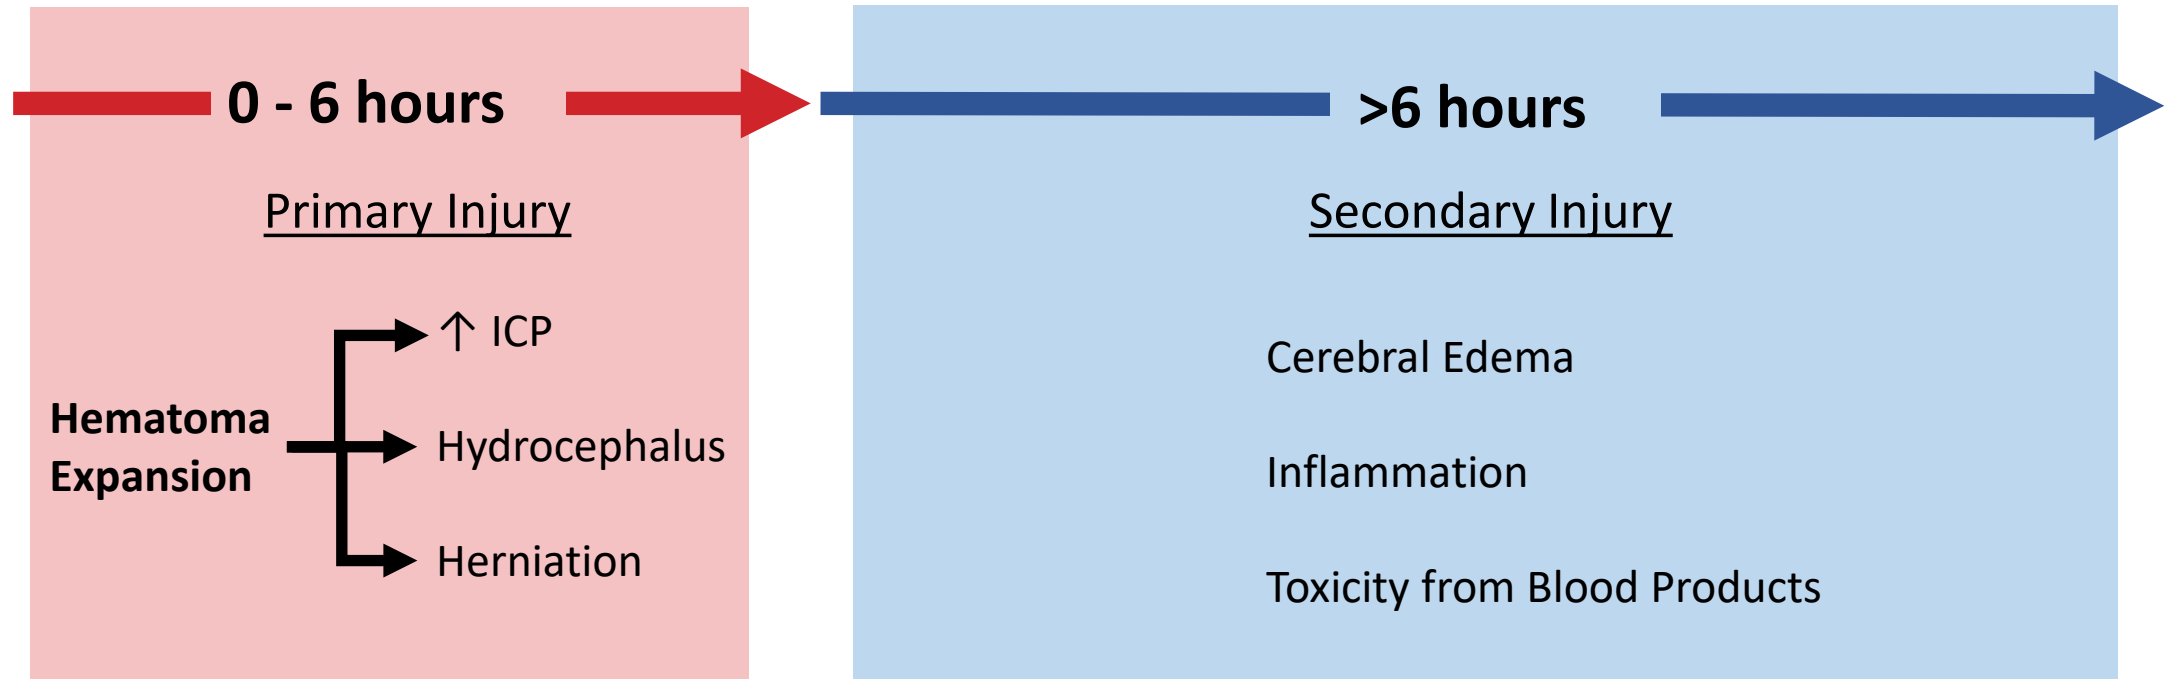 0 - 6 hours
Primary Injury
↑ ICP
Hematoma
Expansion
Hydrocephalus
Herniation
>6 hours
Secondary Injury
Cerebral Edema
Inflammation
Toxicity from Blood Products